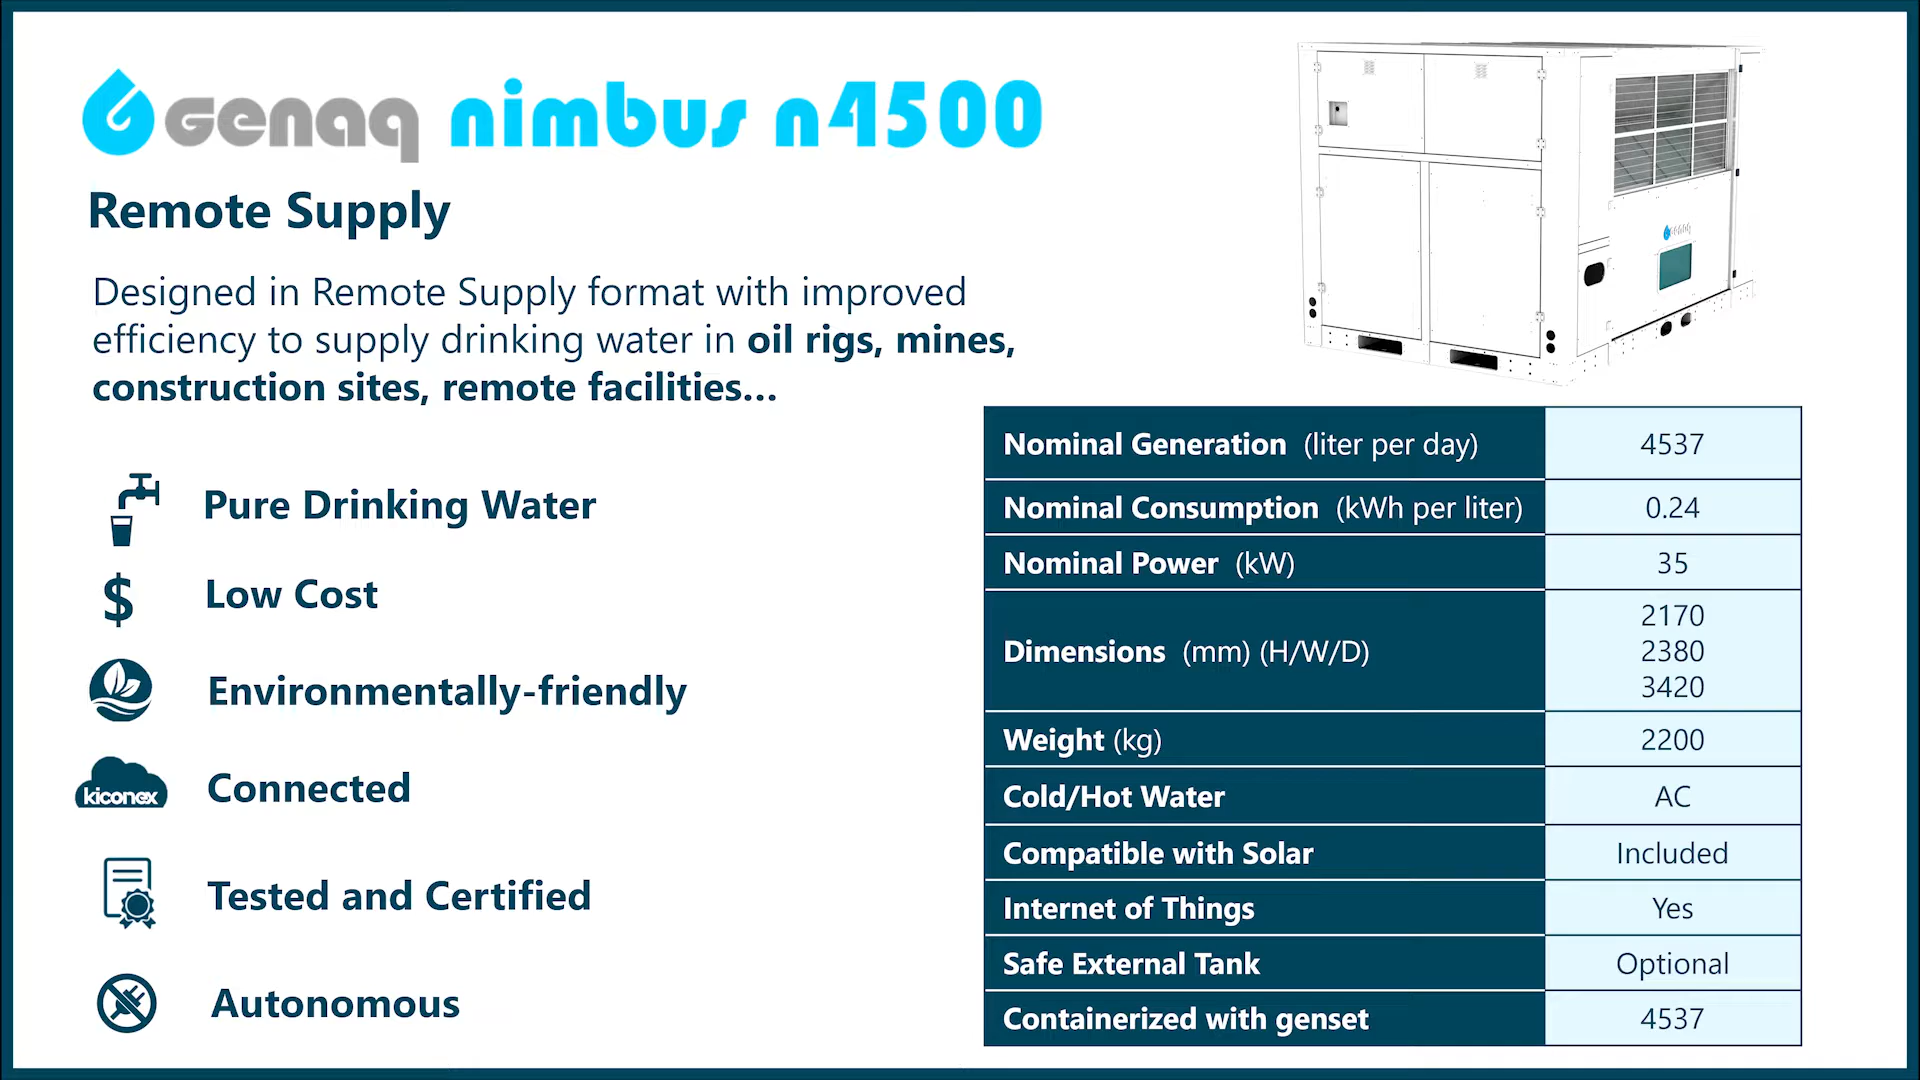 Genaq nimbus n4500
Remote Supply
Designed in Remote Supply format with improved
efficiency to supply drinking water in oil rigs, mines,
construction sites, remote facilities...
Pure Drinking Water
$
Low Cost
Environmentally-friendly
kiconex
Connected
Tested and Certified
Autonomous
Genaq
Nominal Generation (liter per day) 4537
Nominal Consumption (kWh per liter) 0.24
Nominal Power (kW) 35
Dimensions (mm) (H/W/D) 2170
2380
3420
Weight (kg) 2200
Cold/Hot Water AC
Compatible with Solar Included
Internet of Things Yes
Safe External Tank Optional
Containerized with genset 4537